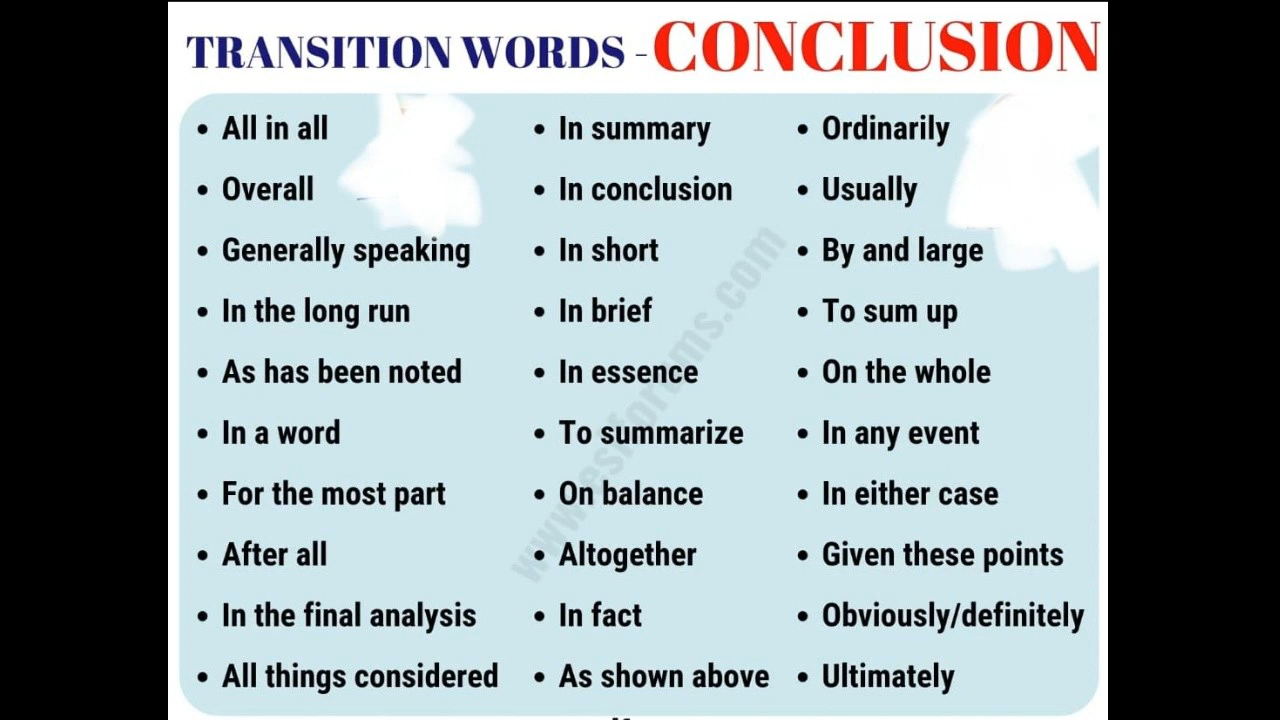 TRANSITION WORDS - CONCLUSION
• All in all
• Overall
• Generally speaking
• In the long run
• As has been noted
• In a word
• For the most part
• After all
• In the final analysis
• All things considered
• In summary
• In conclusion
• In short
• In brief
• In essence
• To summarize
• On balance
• Altogether
• In fact
• As shown above
• Ordinarily
• Usually
• By and large
• To sum up
• On the whole
• In any event
• In either case
• Given these points
• Obviously/definitely
• Ultimately